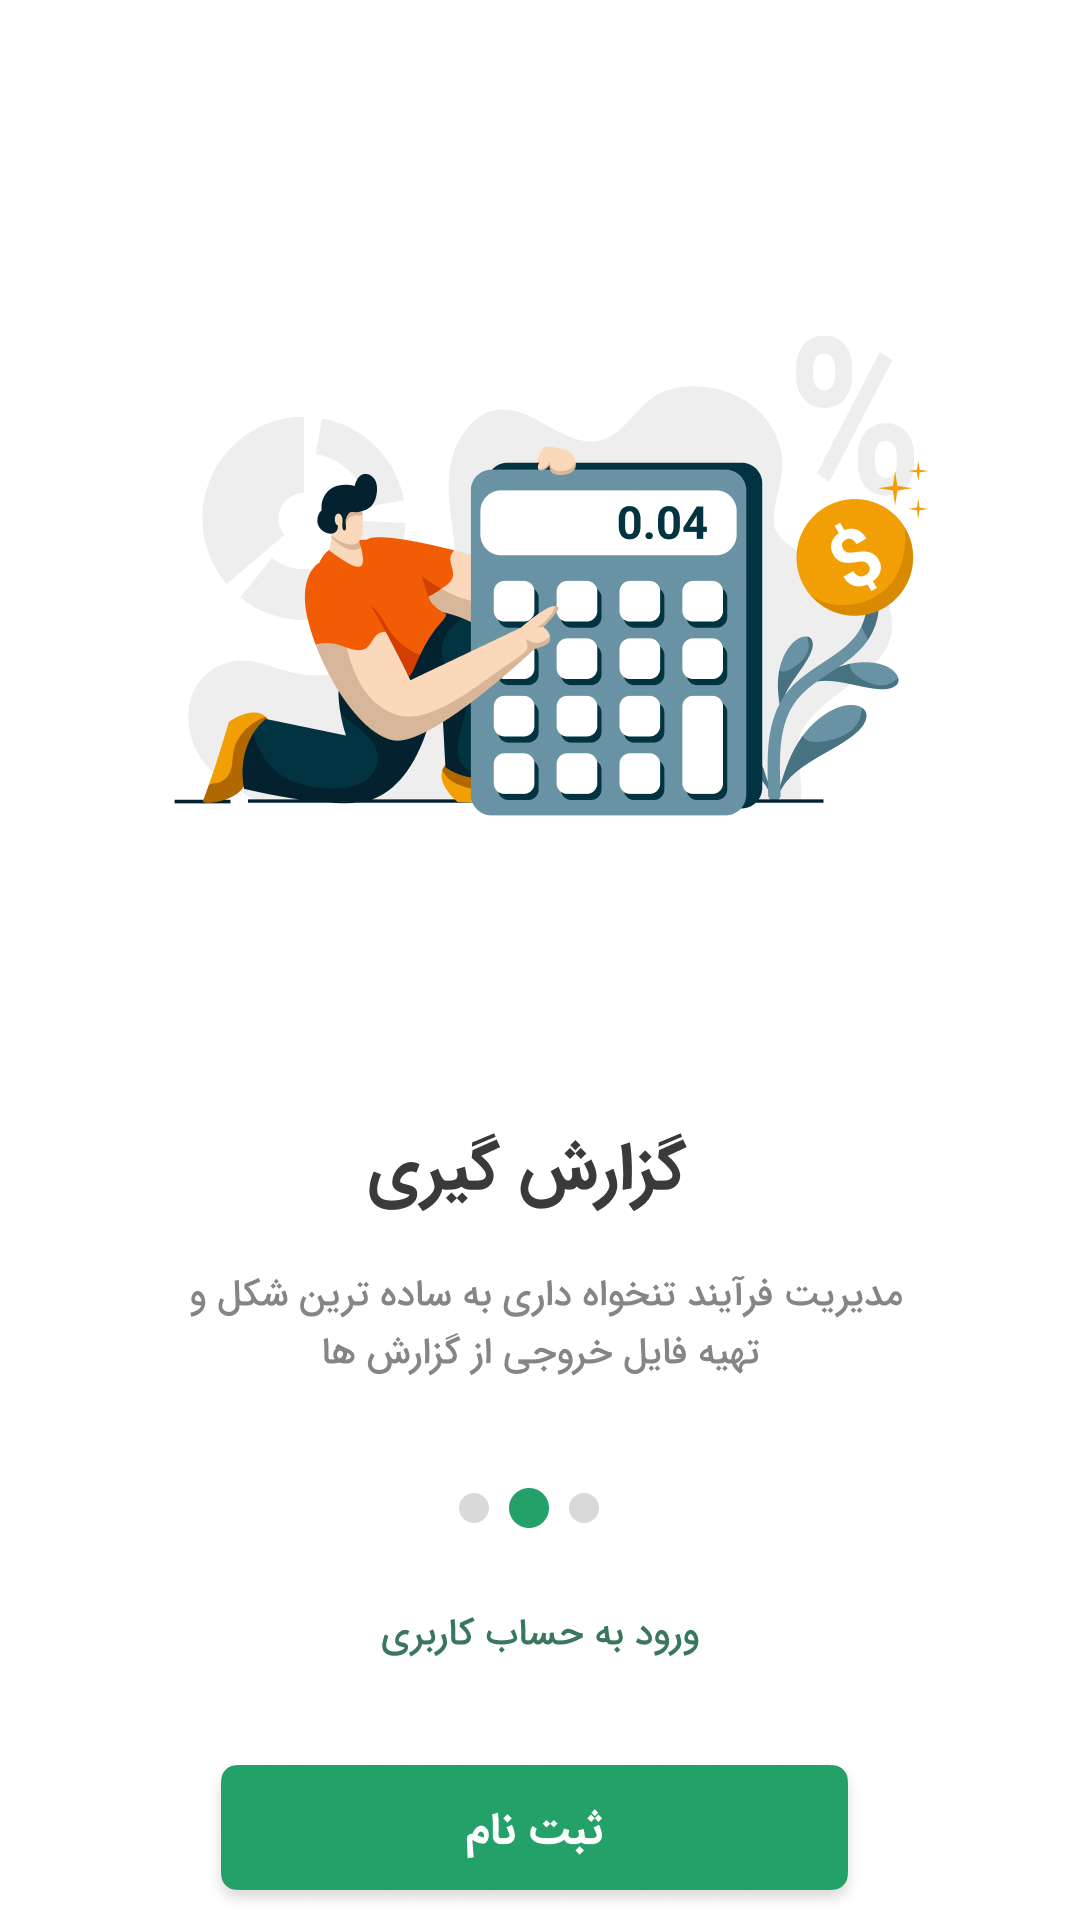 %
0.04
$
گزارش گیری
مدیریت فرآیند تنخواه داری به ساده ترین شکل و
تهیه فایل خروجی از گزارش ها
ورود به حساب کاربری
ثبت نام